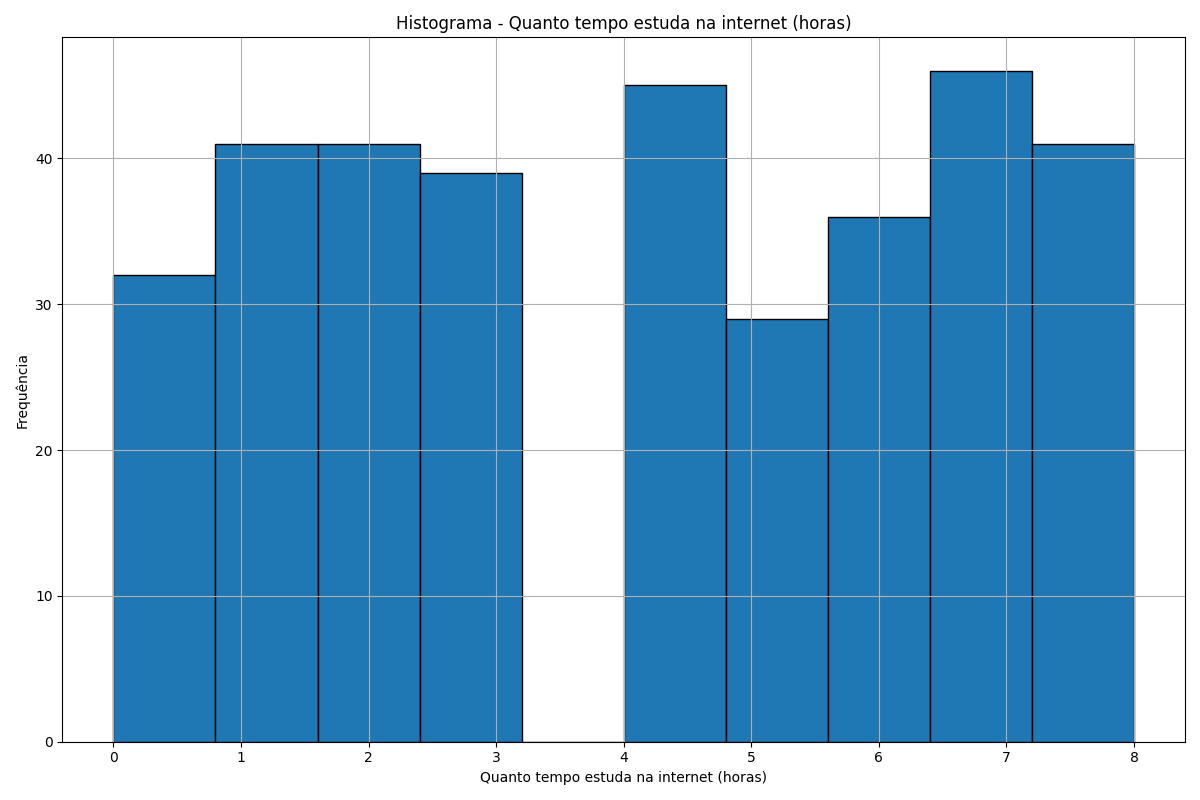 Histograma - Quanto tempo estuda na internet (horas)
Frequência
40
30
20
10
0
0 1 2 3 4 5 6 7 8
Quanto tempo estuda na internet (horas)